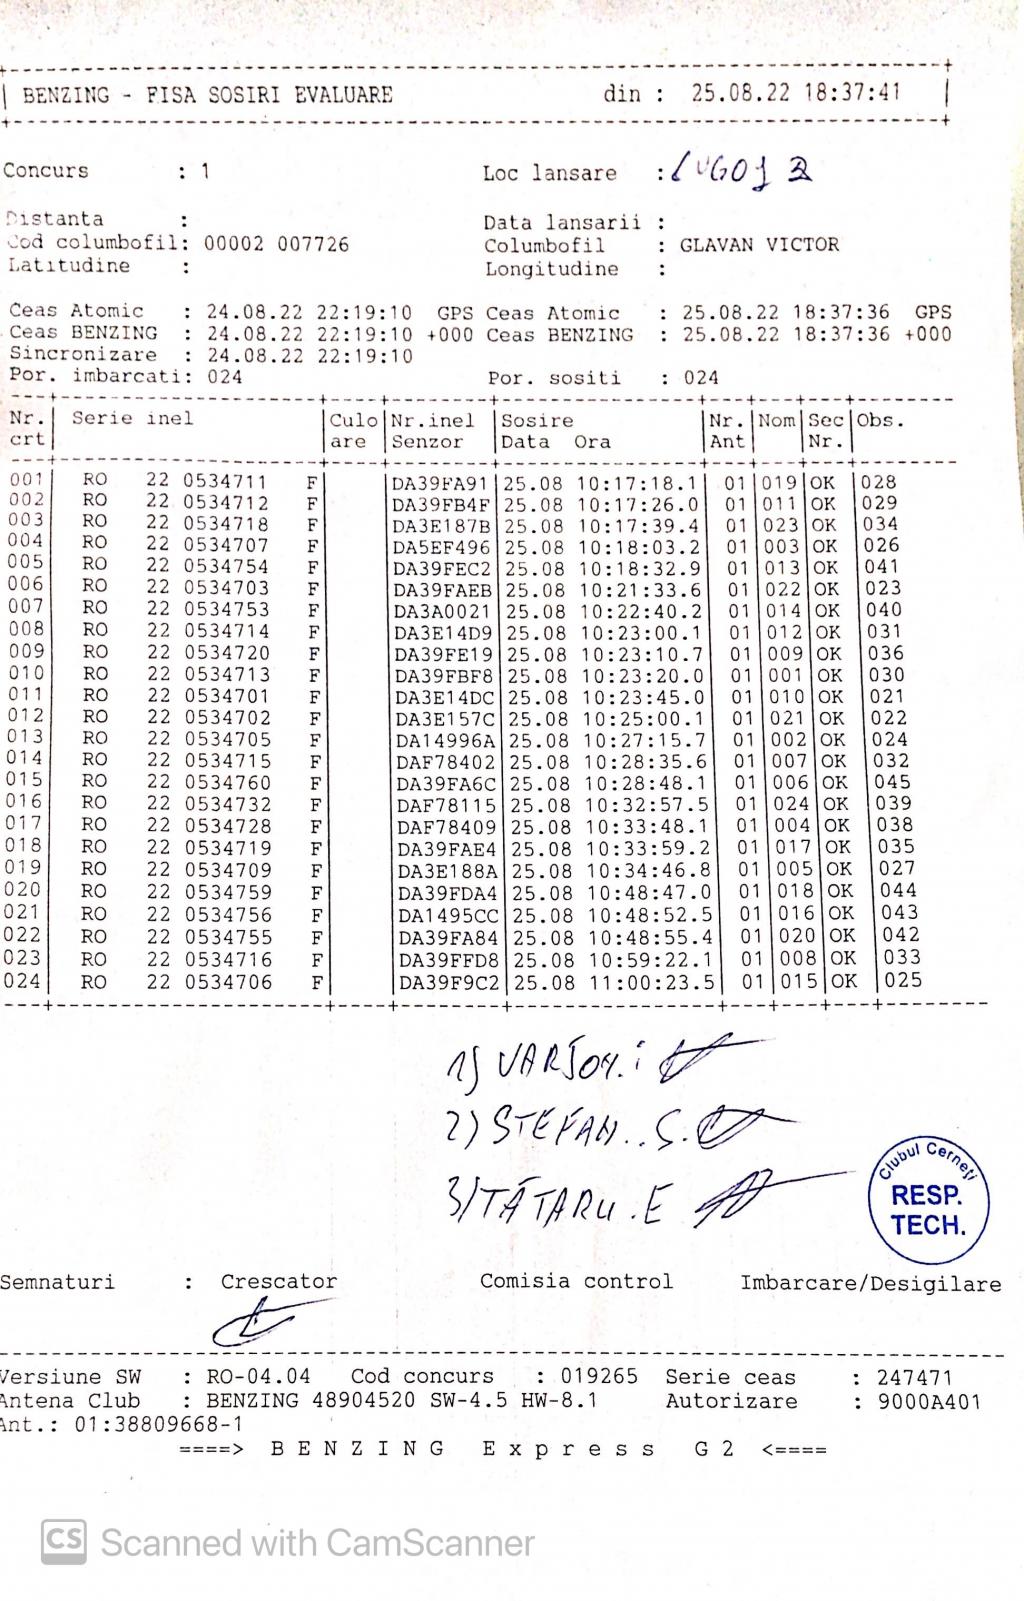 BENZING - FISA SOSIRI EVALUARE din : 25.08.22 18:37:41
Concurs : 1 Loc lansare : LUGOJ 2
Distanta : Data lansarii :
Cod columbofil: 00002 007726 Columbofil : GLAVAN VICTOR
Latitudine : Longitudine :
Ceas Atomic : 24.08.22 22:19:10 GPS Ceas Atomic : 25.08.22 18:37:36 GPS
Ceas BENZING : 24.08.22 22:19:10 +000 Ceas BENZING : 25.08.22 18:37:36 +000
Sincronizare : 24.08.22 22:19:10
Por. imbarcati: 024 Por. sositi : 024
Nr. Serie inel Culo Nr.inel Sosire Nr. Nom Sec Obs.
crt are Senzor Data Ora Ant Nr.
001 RO 22 0534711 F DA39FA91 25.08 10:17:18.1 01 019 OK 028
002 RO 22 0534712 F DA39FB4F 25.08 10:17:26.0 01 011 OK 029
003 RO 22 0534718 F DA3E187B 25.08 10:17:39.4 01 023 OK 034
004 RO 22 0534707 F DA5EF496 25.08 10:18:03.2 01 003 OK 026
005 RO 22 0534754 F DA39FEC2 25.08 10:18:32.9 01 013 OK 041
006 RO 22 0534703 F DA39FAEB 25.08 10:21:33.6 01 022 OK 023
007 RO 22 0534753 F DA3A0021 25.08 10:22:40.2 01 014 OK 040
008 RO 22 0534714 F DA3E14D9 25.08 10:23:00.1 01 012 OK 031
009 RO 22 0534720 F DA39FE19 25.08 10:23:10.7 01 009 OK 036
010 RO 22 0534713 F DA39FBF8 25.08 10:23:20.0 01 001 OK 030
011 RO 22 0534701 F DA3E14DC 25.08 10:23:45.0 01 010 OK 021
012 RO 22 0534702 F DA3E157C 25.08 10:25:00.1 01 021 OK 022
013 RO 22 0534705 F DA14996A 25.08 10:27:15.7 01 002 OK 024
014 RO 22 0534715 F DAF78402 25.08 10:28:35.6 01 007 OK 032
015 RO 22 0534760 F DA39FA6C 25.08 10:28:48.1 01 006 OK 045
016 RO 22 0534732 F DAF78115 25.08 10:32:57.5 01 024 OK 039
017 RO 22 0534728 F DAF78409 25.08 10:33:48.1 01 004 OK 038
018 RO 22 0534719 F DA39FAE4 25.08 10:33:59.2 01 017 OK 035
019 RO 22 0534709 F DA3E188A 25.08 10:34:46.8 01 005 OK 027
020 RO 22 0534759 F DA39FDA4 25.08 10:48:47.0 01 018 OK 044
021 RO 22 0534756 F DA1495CC 25.08 10:48:52.5 01 016 OK 043
022 RO 22 0534755 F DA39FA84 25.08 10:48:55.4 01 020 OK 042
023 RO 22 0534716 F DA39FFD8 25.08 10:59:22.1 01 008 OK 033
024 RO 22 0534706 F DA39F9C2 25.08 11:00:23.5 01 015 OK 025
1)
2) STEFAN.. S.
3) TĂTARU .E
Clubul Cerneți
RESP.
TECH.
Semnaturi : Crescator Comisia control Imbarcare/Desigilare
Versiune SW : RO-04.04 Cod concurs : 019265 Serie ceas : 247471
Antena Club : BENZING 48904520 SW-4.5 HW-8.1 Autorizare : 9000A401
Ant.: 01:38809668-1
====> B E N Z I N G E x p r e s s G 2 <====
CS Scanned with CamScanner